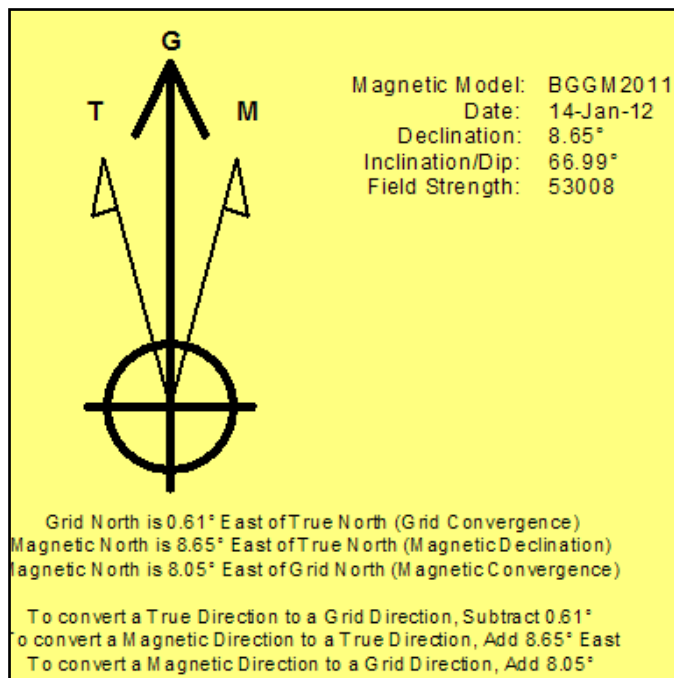 G
T
M
Magnetic Model: BGGM2011
Date: 14-Jan-12
Declination: 8.65°
Inclination/Dip: 66.99°
Field Strength: 53008
Grid North is 0.61° East of True North (Grid Convergence)
Magnetic North is 8.65° East of True North (Magnetic Declination)
Magnetic North is 8.05° East of Grid North (Magnetic Convergence)
To convert a True Direction to a Grid Direction, Subtract 0.61°
To convert a Magnetic Direction to a True Direction, Add 8.65° East
To convert a Magnetic Direction to a Grid Direction, Add 8.05°